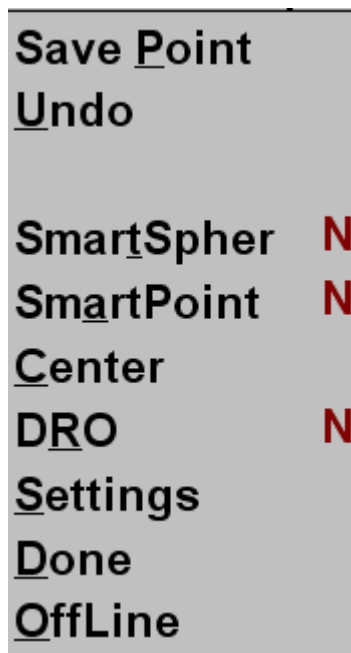 Save Point
Undo
SmartSpher N
SmartPoint N
Center
DRO N
Settings
Done
OffLine